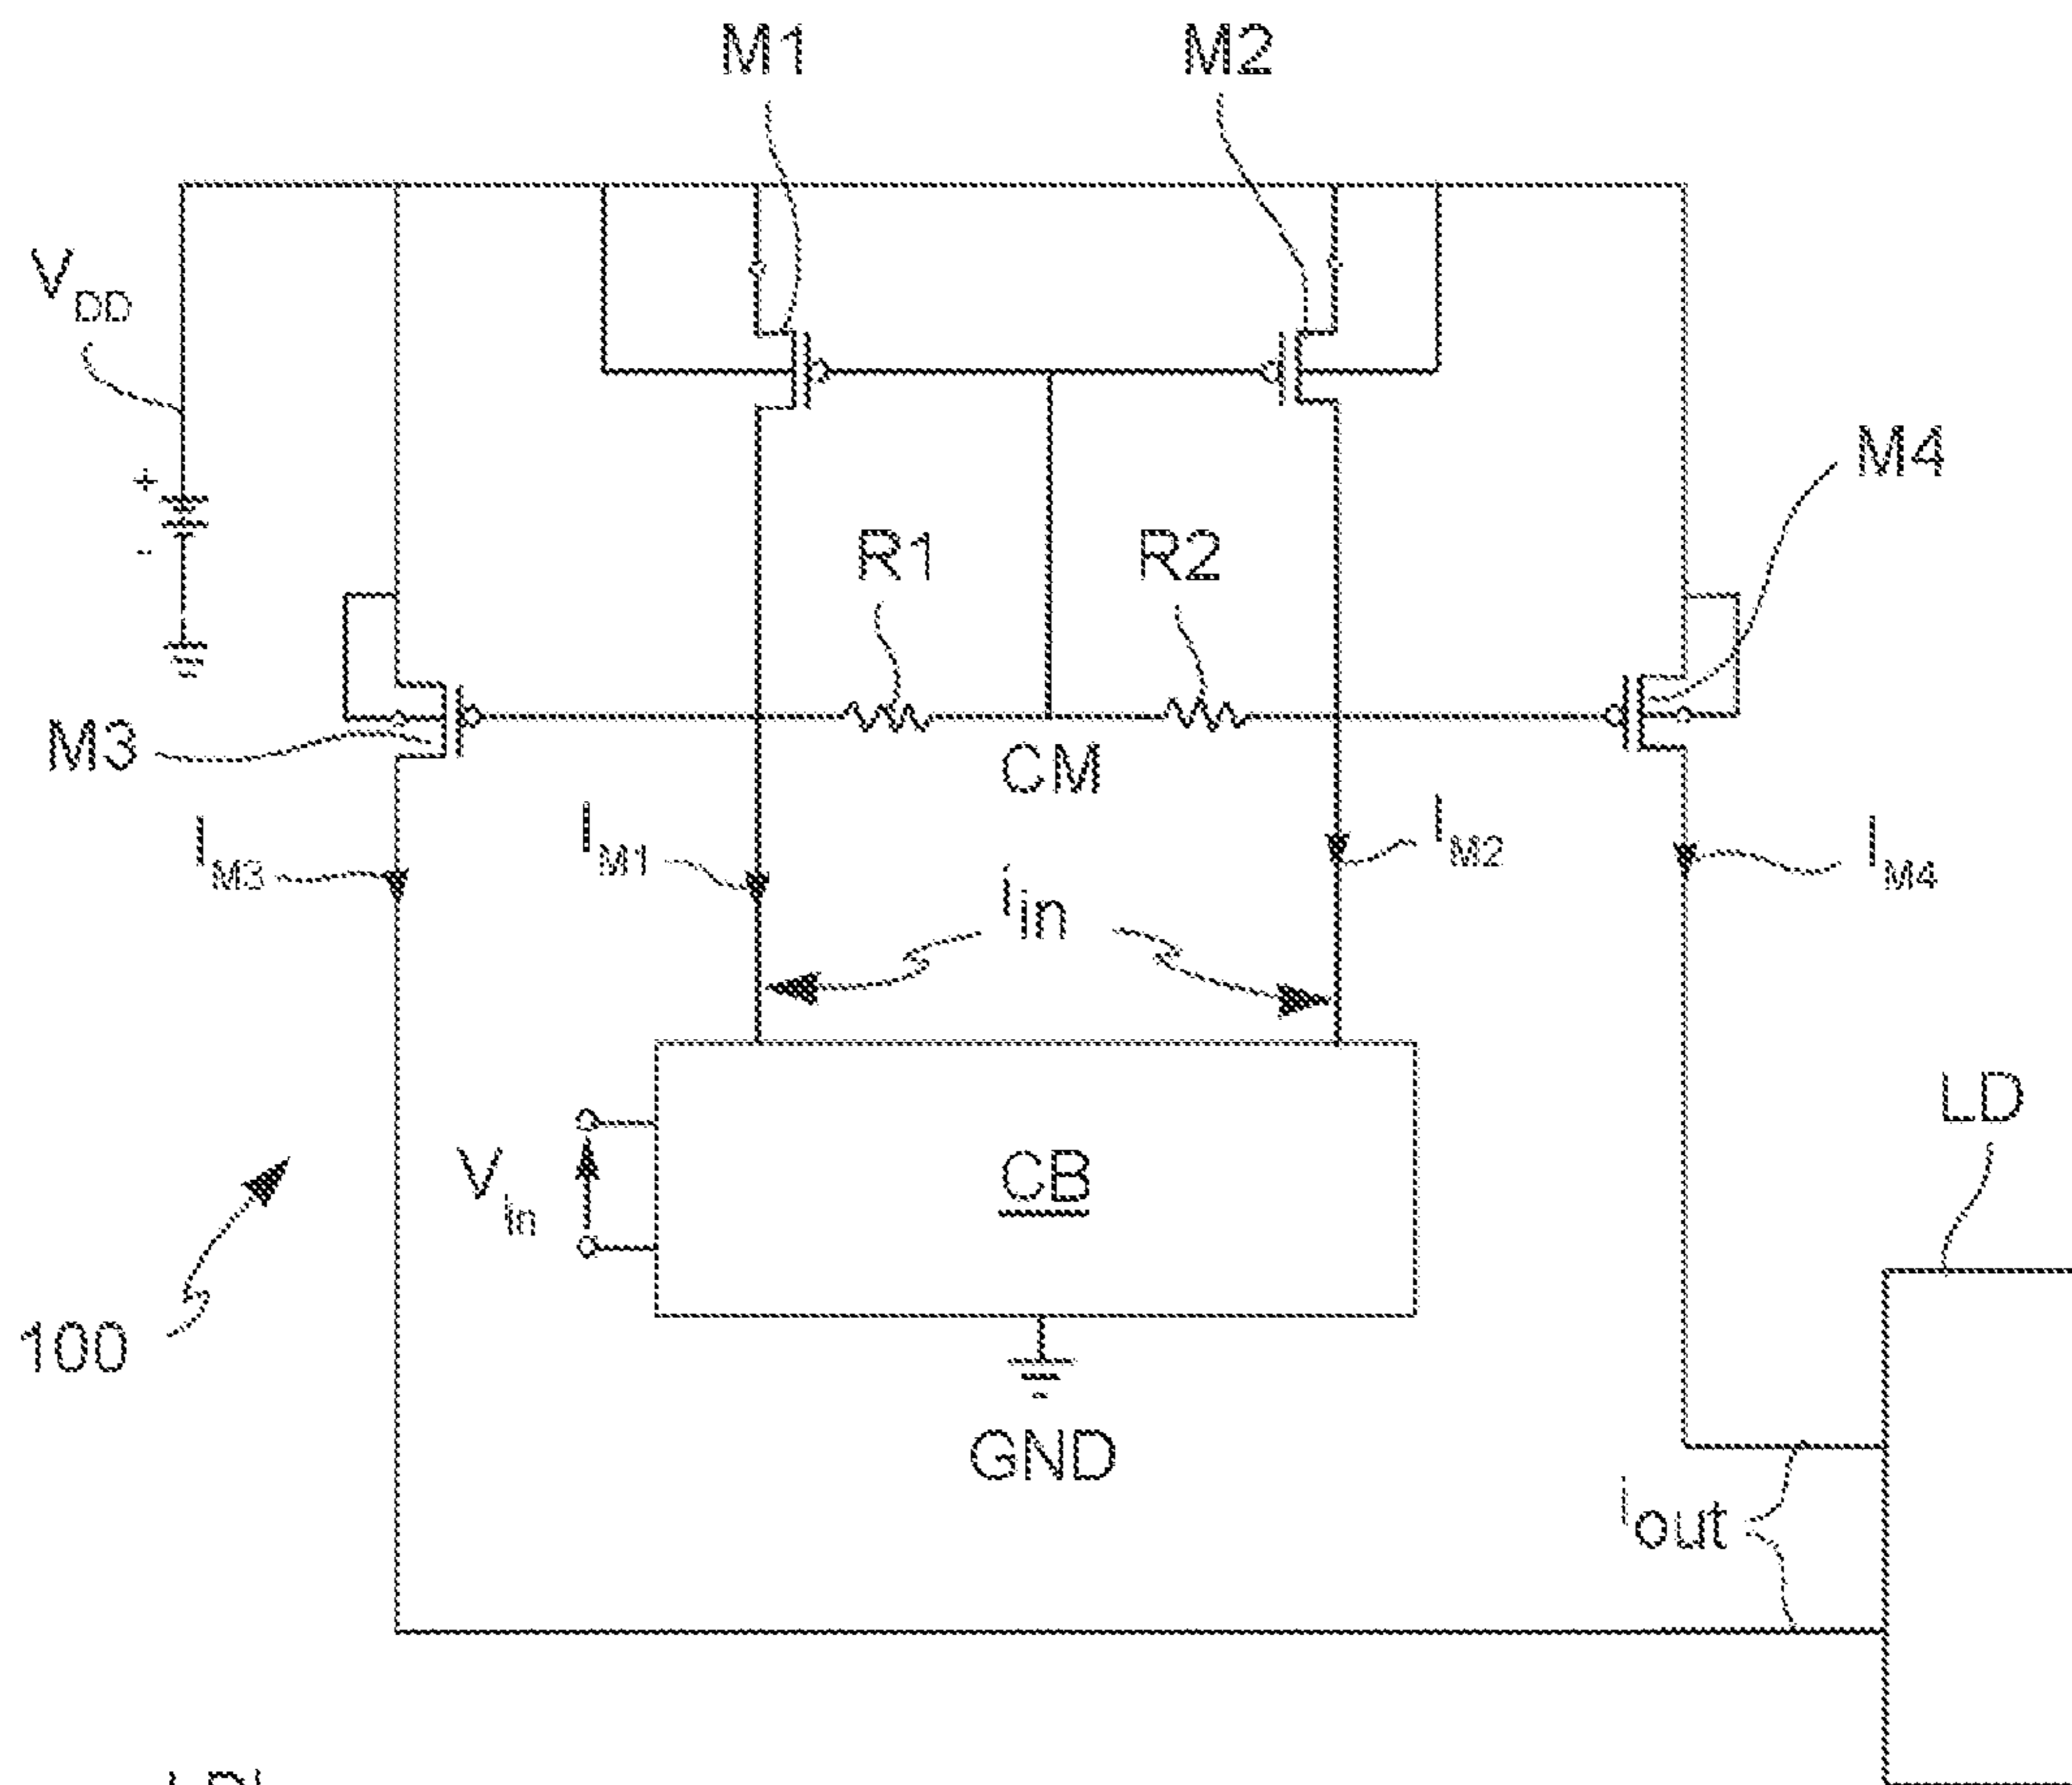 M1 M2
VDD
+
-
M4
R1 R2
M3
CM
IM3 IM1 IM2 IM4
iin
LD
Vin
CB
100
GND
iout